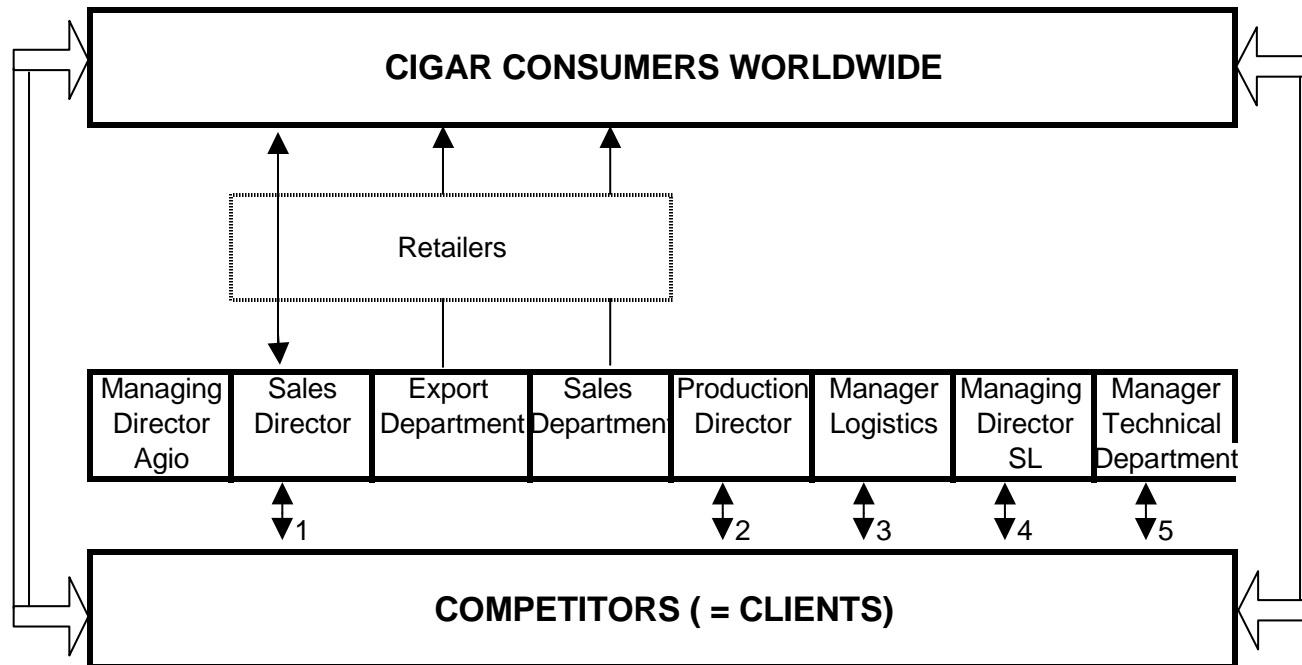 CIGAR CONSUMERS WORLDWIDE
Retailers
Managing
Director
Agio
Sales
Director
Export
Department
Sales
Department
Production
Director
Manager
Logistics
Managing
Director
SL
Manager
Technical
Department
1
2
3
4
5
COMPETITORS ( = CLIENTS)